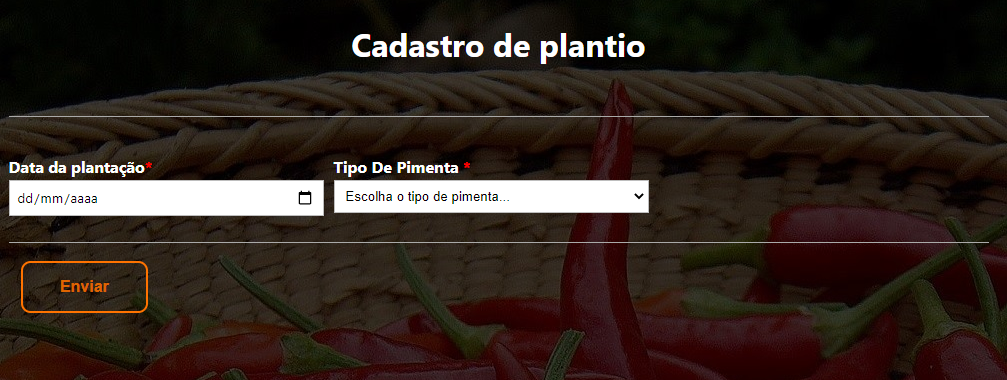 Cadastro de plantio
Data da plantação* Tipo De Pimenta *
dd/mm/aaaa Escolha o tipo de pimenta...
Enviar